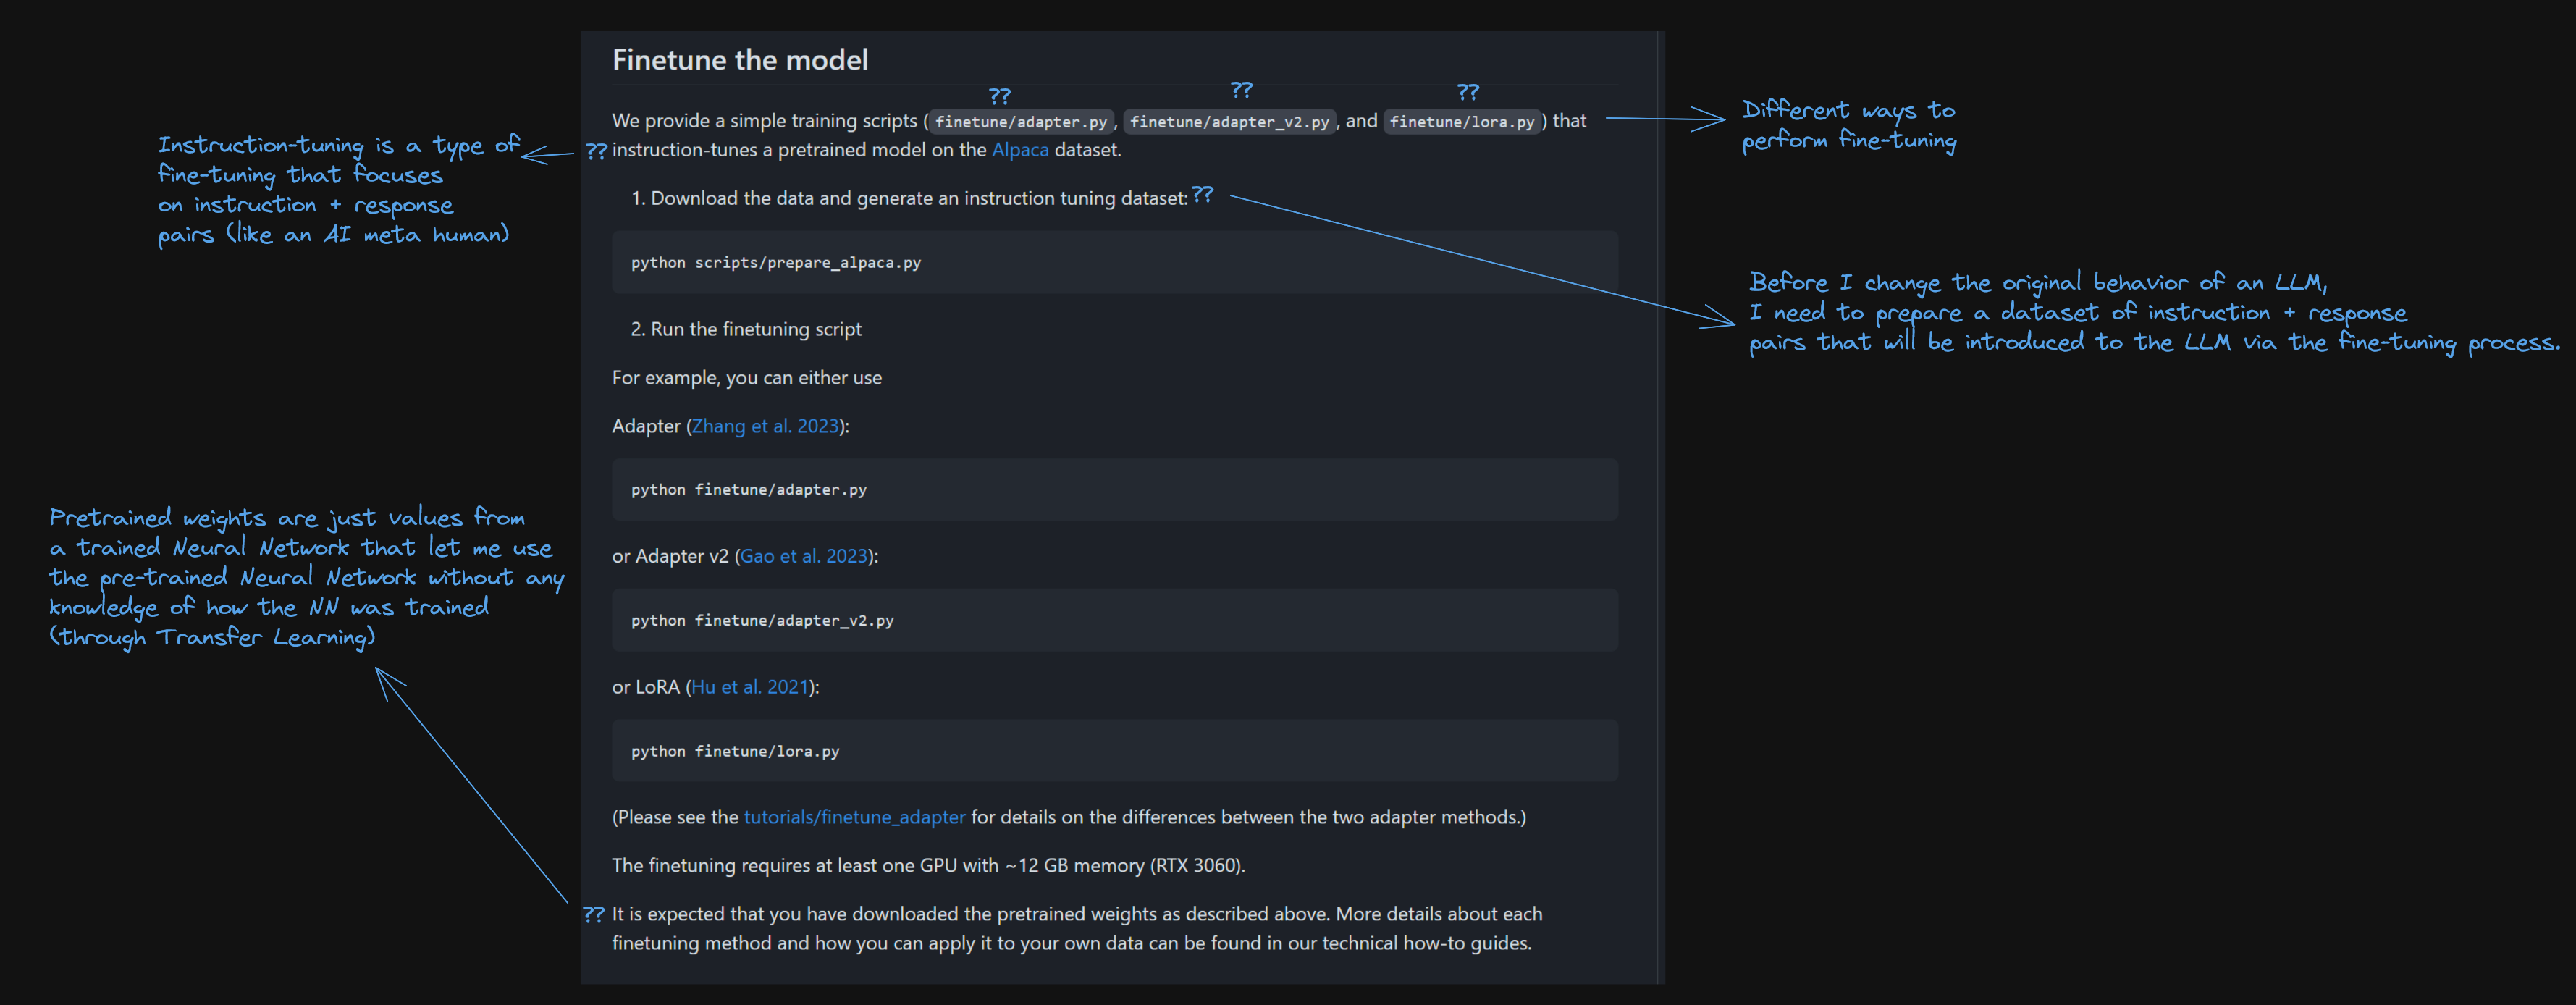 Finetune the model
?? ?? ??
We provide a simple training scripts ( finetune/adapter.py, finetune/adapter_v2.py, and finetune/lora.py) that
?? instruction-tunes a pretrained model on the Alpaca dataset.
1. Download the data and generate an instruction tuning dataset: ??
python scripts/prepare_alpaca.py
2. Run the finetuning script
For example, you can either use
Adapter (Zhang et al. 2023):
python finetune/adapter.py
or Adapter v2 (Gao et al. 2023):
python finetune/adapter_v2.py
or LoRA (Hu et al. 2021):
python finetune/lora.py
(Please see the tutorials/finetune_adapter for details on the differences between the two adapter methods.)
The finetuning requires at least one GPU with ~12 GB memory (RTX 3060).
?? It is expected that you have downloaded the pretrained weights as described above. More details about each
finetuning method and how you can apply it to your own data can be found in our technical how-to guides.
Instruction-tuning is a type of
fine-tuning that focuses
on instruction + response
pairs (like an AI meta human)
Pretrained weights are just values from
a trained Neural Network that let me use
the pre-trained Neural Network without any
knowledge of how the NN was trained
(through Transfer Learning)
Different ways to
perform fine-tuning
Before I change the original behavior of an LLM,
I need to prepare a dataset of instruction + response
pairs that will be introduced to the LLM via the fine-tuning process.